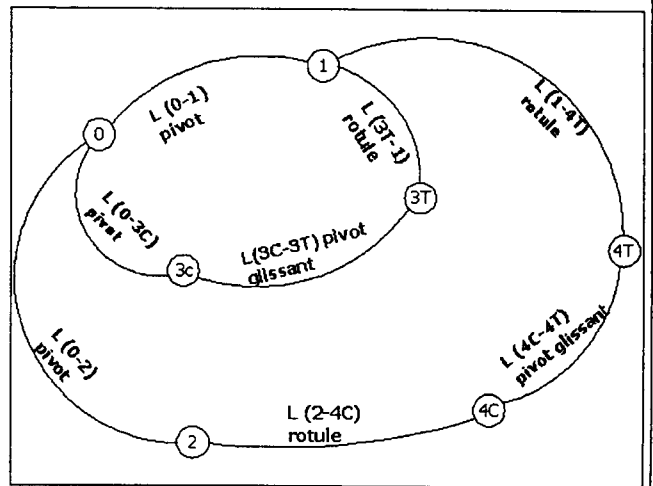 1
L (0-1)
pivot
0
L (3T-1)
rotule
L (1-4T)
rotule
3T
L (0-3C)
pivot
3c
L(3C-3T) pivot
glissant
4T
L (4C-4T)
pivot glissant
L (0-2)
pivot
4C
L (2-4C)
rotule
2